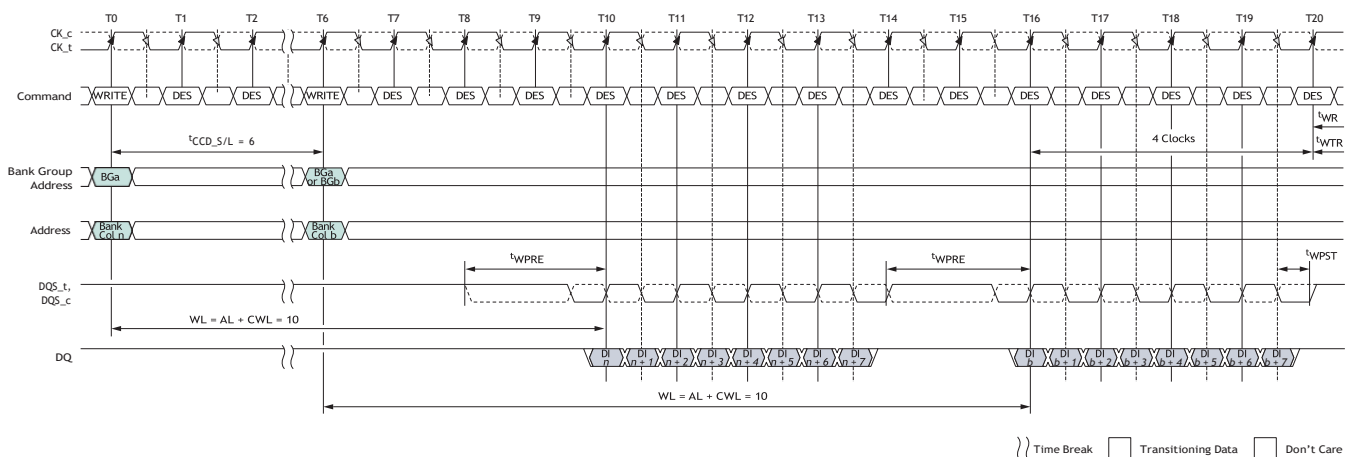 T0 T1 T2 T6 T7 T8 T9 T10 T11 T12 T13 T14 T15 T16 T17 T18 T19 T20
CK_c
CK_t
Command WRITE DES DES WRITE DES DES DES DES DES DES DES DES DES DES DES DES DES DES
tWR
tCCD_S/L = 6
4 Clocks
tWTR
Bank Group
Address
BGa
BGa
or BGb
Address
Bank
Col n
Bank
Col b
tWPRE tWPRE tWPST
DQS_t,
DQS_c
WL = AL + CWL = 10
DQ
DI
n
DI
n + 1
DI
n + 2
DI
n + 3
DI
n + 4
DI
n + 5
DI
n + 6
DI
n + 7
DI
b
DI
b + 1
DI
b + 2
DI
b + 3
DI
b + 4
DI
b + 5
DI
b + 6
DI
b + 7
WL = AL + CWL = 10
Time Break Transitioning Data Don't Care